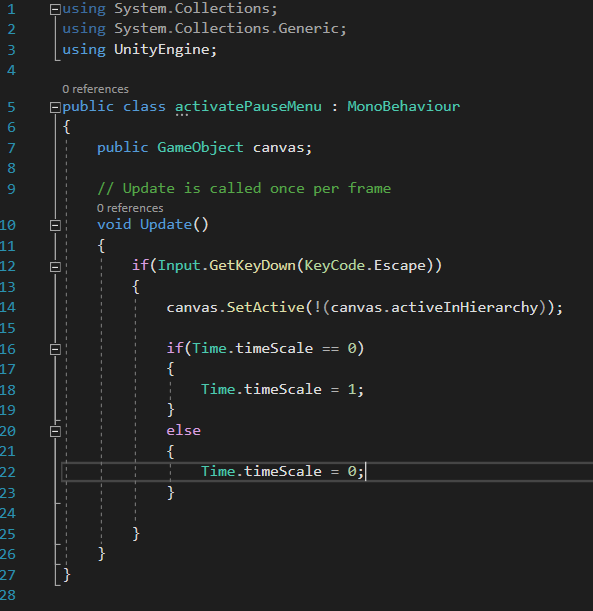 1 using System.Collections;
2 using System.Collections.Generic;
3 using UnityEngine;
4
0 references
5 public class activatePauseMenu : MonoBehaviour
6 {
7 public GameObject canvas;
8
9 // Update is called once per frame
0 references
10 void Update()
11 {
12 if(Input.GetKeyDown(KeyCode.Escape))
13 {
14 canvas.SetActive(!(canvas.activeInHierarchy));
15
16 if(Time.timeScale == 0)
17 {
18 Time.timeScale = 1;
19 }
20 else
21 {
22 Time.timeScale = 0;
23 }
24
25 }
26 }
27 }
28